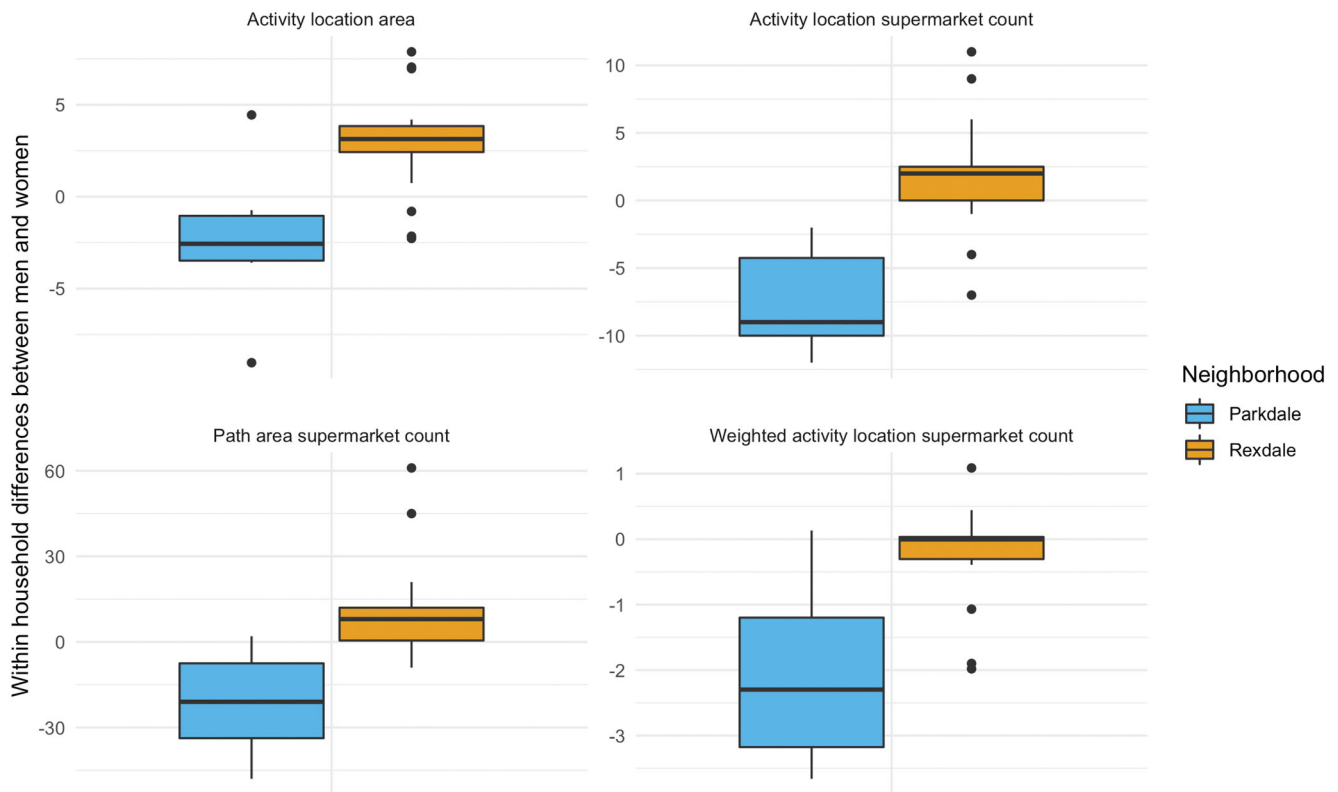 Activity location area
Activity location supermarket count
5
0
-5
10
5
0
-5
-10
Within household differences between men and women
Neighborhood
Parkdale
Rexdale
Path area supermarket count
Weighted activity location supermarket count
60
30
0
-30
1
0
-1
-2
-3